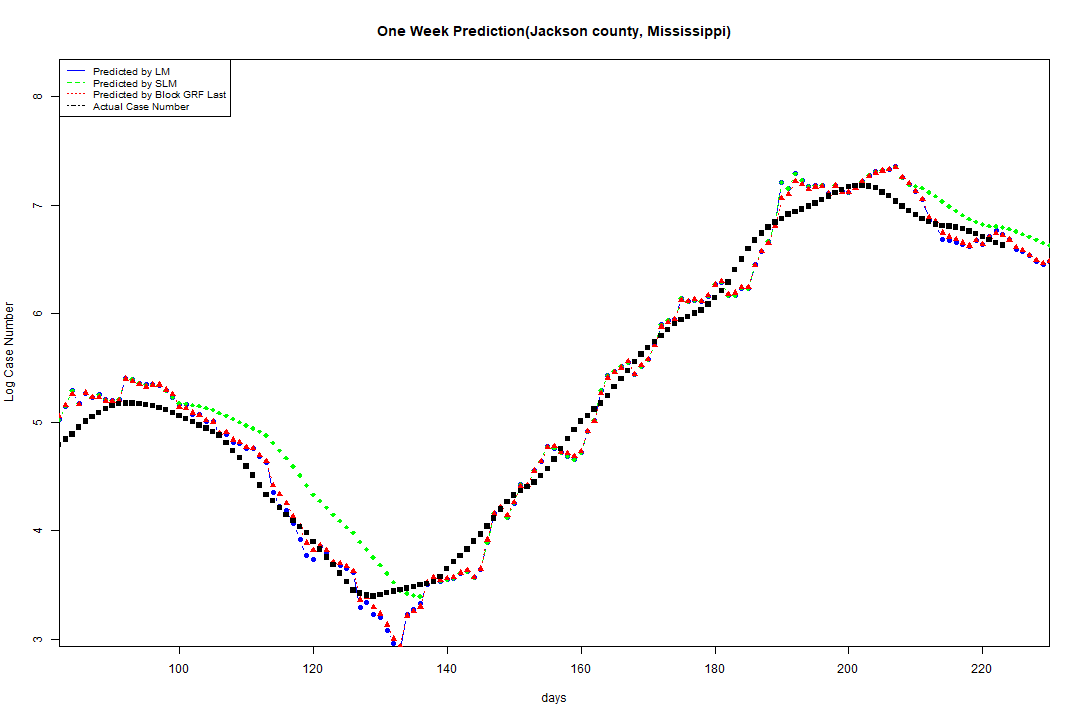 One Week Prediction(Jackson county, Mississippi)
Predicted by LM
Predicted by SLM
Predicted by Block GRF Last
Actual Case Number
8
7
6
5
4
3
Log Case Number
100 120 140 160 180 200 220
days